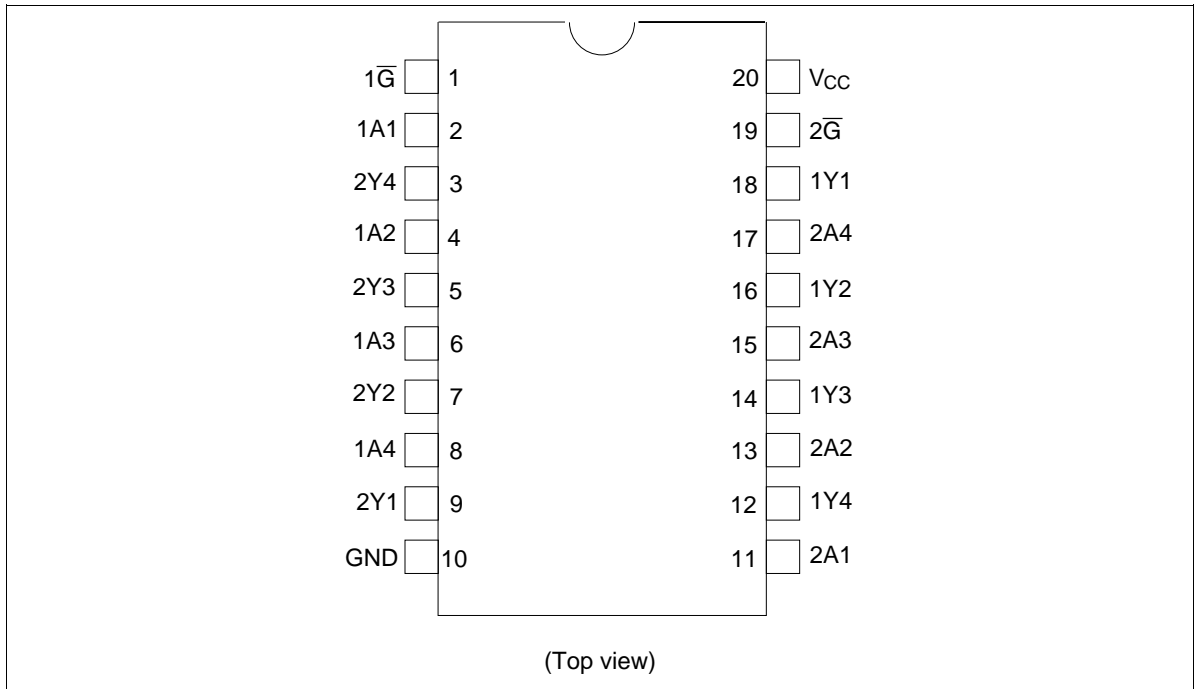 1G̅ 1 20 VCC
1A1 2 19 2G̅
2Y4 3 18 1Y1
1A2 4 17 2A4
2Y3 5 16 1Y2
1A3 6 15 2A3
2Y2 7 14 1Y3
1A4 8 13 2A2
2Y1 9 12 1Y4
GND 10 11 2A1
(Top view)